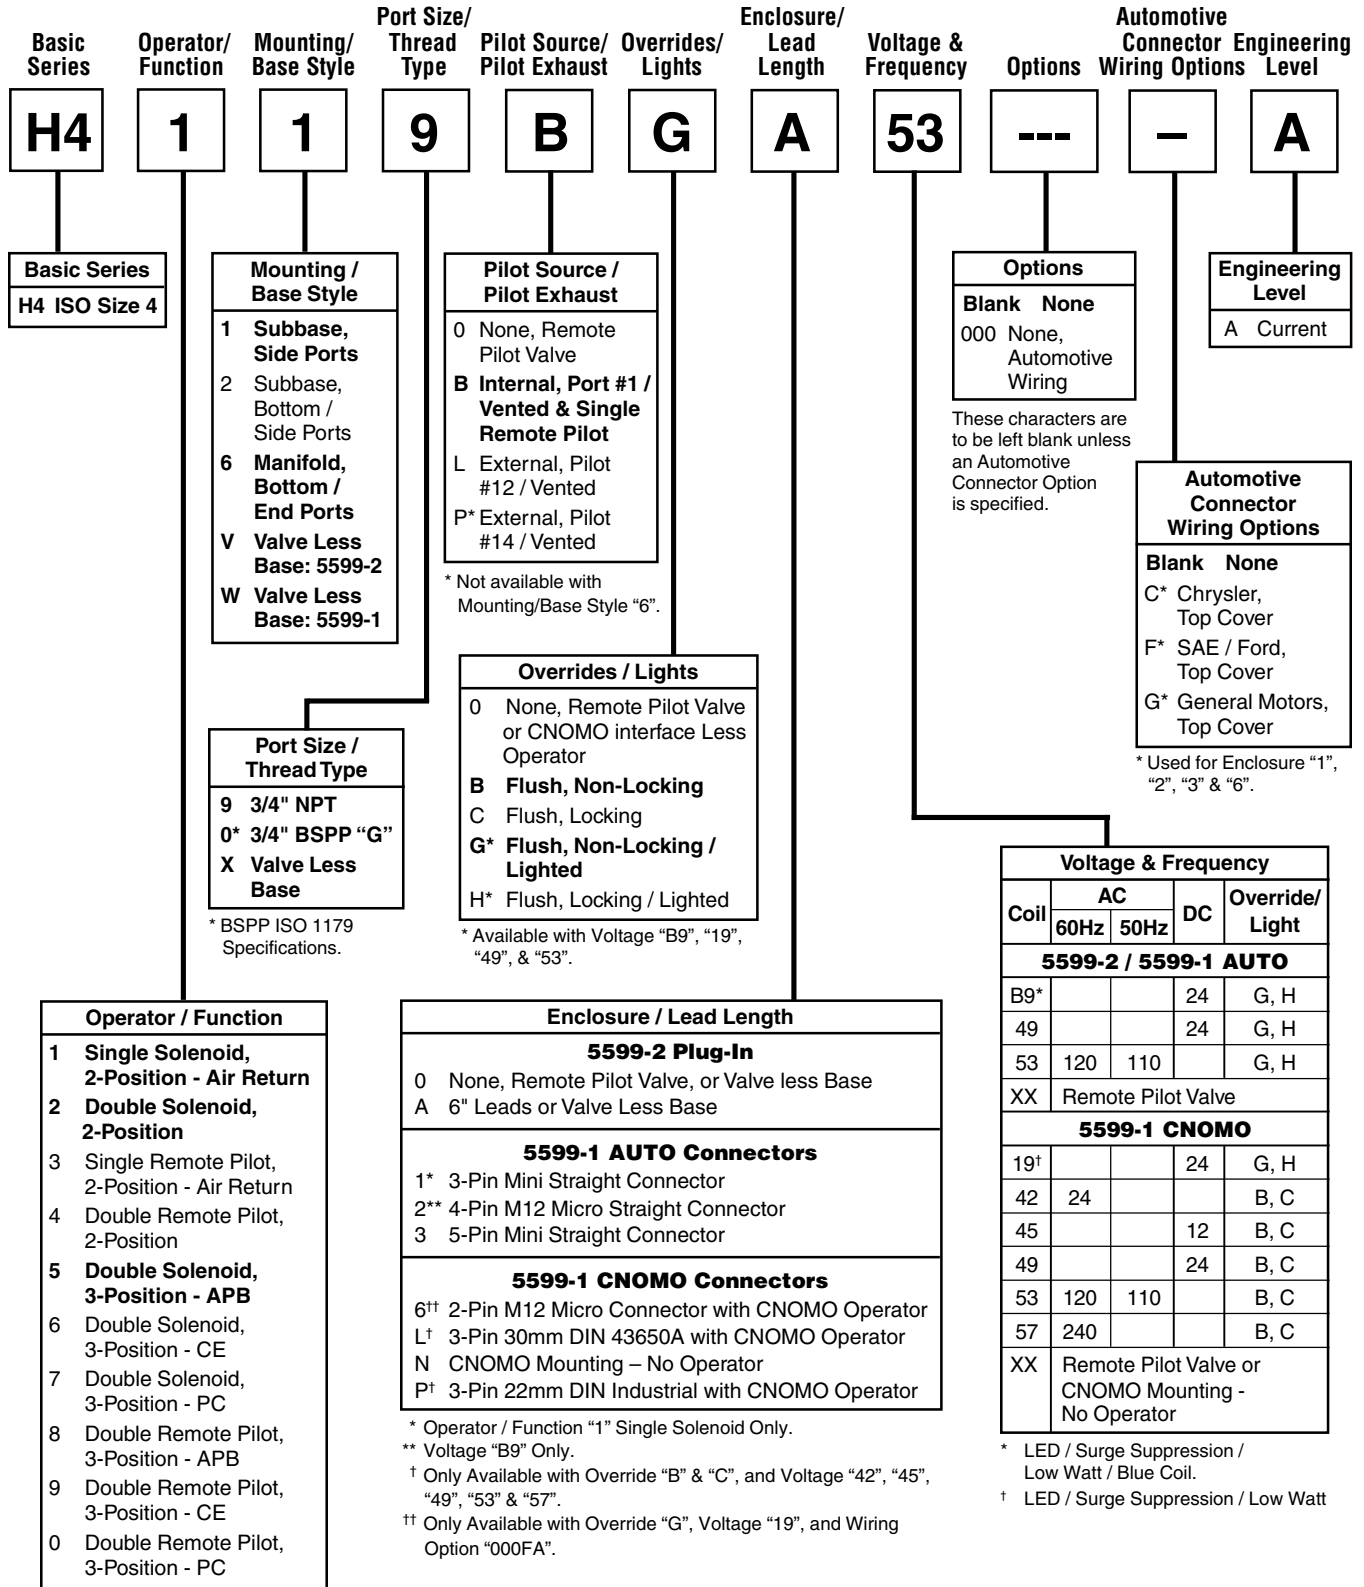 Basic
Series
Operator/
Function
Mounting/
Base Style
Port Size/
Thread
Type
Pilot Source/
Pilot Exhaust
Overrides/
Lights
Enclosure/
Lead
Length
Voltage &
Frequency
Options
Automotive
Connector
Wiring Options
Engineering
Level
H4
1
1
9
B
G
A
53
---
–
A
Basic Series
H4 ISO Size 4
Mounting /
Base Style
1 Subbase,
Side Ports
2 Subbase,
Bottom /
Side Ports
6 Manifold,
Bottom /
End Ports
V Valve Less
Base: 5599-2
W Valve Less
Base: 5599-1
Pilot Source /
Pilot Exhaust
0 None, Remote
Pilot Valve
B Internal, Port #1 /
Vented & Single
Remote Pilot
L External, Pilot
#12 / Vented
P* External, Pilot
#14 / Vented
* Not available with
Mounting/Base Style “6”.
Options
Blank None
000 None,
Automotive
Wiring
These characters are
to be left blank unless
an Automotive
Connector Option
is specified.
Engineering
Level
A Current
Automotive
Connector
Wiring Options
Blank None
C* Chrysler,
Top Cover
F* SAE / Ford,
Top Cover
G* General Motors,
Top Cover
* Used for Enclosure “1”,
“2”, “3” & “6”.
Overrides / Lights
0 None, Remote Pilot Valve
or CNOMO interface Less
Operator
B Flush, Non-Locking
C Flush, Locking
G* Flush, Non-Locking /
Lighted
H* Flush, Locking / Lighted
* Available with Voltage “B9”, “19”,
“49”, & “53”.
Port Size /
Thread Type
9 3/4" NPT
0* 3/4" BSPP “G”
X Valve Less
Base
* BSPP ISO 1179
Specifications.
Operator / Function
1 Single Solenoid,
2-Position - Air Return
2 Double Solenoid,
2-Position
3 Single Remote Pilot,
2-Position - Air Return
4 Double Remote Pilot,
2-Position
5 Double Solenoid,
3-Position - APB
6 Double Solenoid,
3-Position - CE
7 Double Solenoid,
3-Position - PC
8 Double Remote Pilot,
3-Position - APB
9 Double Remote Pilot,
3-Position - CE
0 Double Remote Pilot,
3-Position - PC
Enclosure / Lead Length
5599-2 Plug-In
0 None, Remote Pilot Valve, or Valve less Base
A 6" Leads or Valve Less Base
5599-1 AUTO Connectors
1* 3-Pin Mini Straight Connector
2** 4-Pin M12 Micro Straight Connector
3 5-Pin Mini Straight Connector
5599-1 CNOMO Connectors
6†† 2-Pin M12 Micro Connector with CNOMO Operator
L† 3-Pin 30mm DIN 43650A with CNOMO Operator
N CNOMO Mounting – No Operator
P† 3-Pin 22mm DIN Industrial with CNOMO Operator
* Operator / Function “1” Single Solenoid Only.
** Voltage “B9” Only.
† Only Available with Override “B” & “C”, and Voltage “42”, “45”,
“49”, “53” & “57”.
†† Only Available with Override “G”, Voltage “19”, and Wiring
Option “000FA”.
Voltage & Frequency
Coil AC DC Override/
Light
60Hz 50Hz
5599-2 / 5599-1 AUTO
B9* 24 G, H
49 24 G, H
53 120 110 G, H
XX Remote Pilot Valve
5599-1 CNOMO
19† 24 G, H
42 24 B, C
45 12 B, C
49 24 B, C
53 120 110 B, C
57 240 B, C
XX Remote Pilot Valve or
CNOMO Mounting -
No Operator
* LED / Surge Suppression /
Low Watt / Blue Coil.
† LED / Surge Suppression / Low Watt